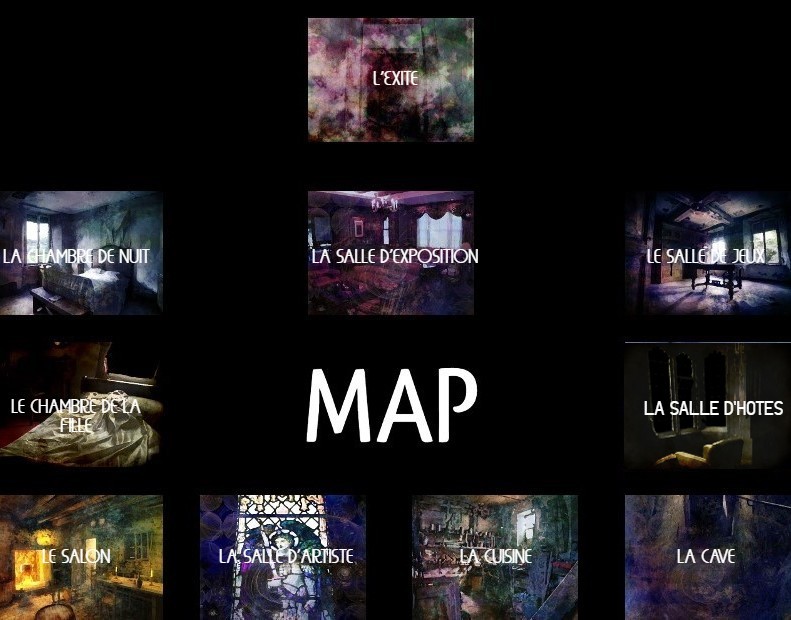 L'EXITE
LA CHAMBRE DE NUIT
LA SALLE D'EXPOSITION
LE SALLE DE JEUX
LE CHAMBRE DE LA
FILLE
MAP
LA SALLE D'HOTES
LE SALON
LA SALLE D'ARTISTE
LA CUISINE
LA CAVE